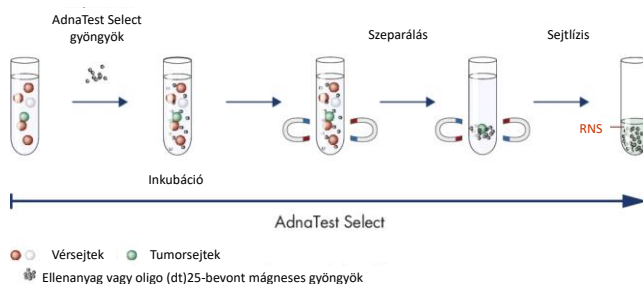 AdnaTest Select
gyöngyök
Szeparálás
Sejtlízis
RNS
Inkubáció
AdnaTest Select
Vérsejtek
Tumorsejtek
Ellenanyag vagy oligo (dt)25-bevont mágneses gyöngyök